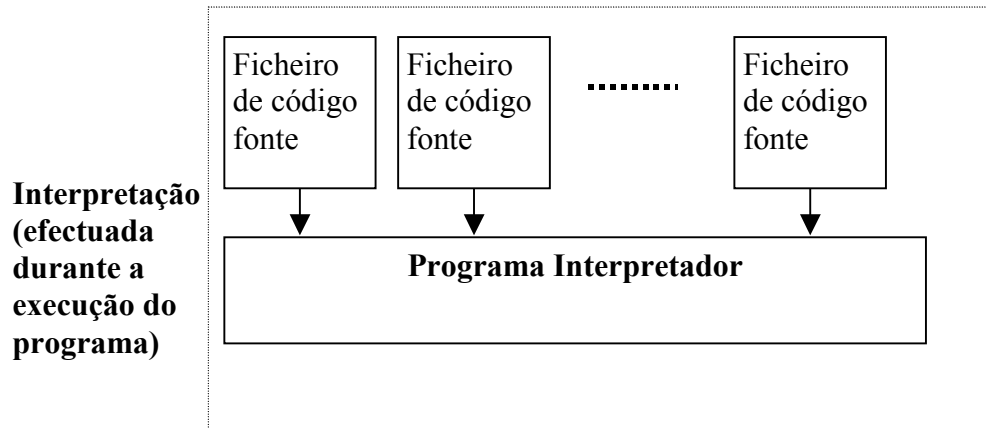 Ficheiro
de código
fonte
Ficheiro
de código
fonte
Ficheiro
de código
fonte
Interpretação
(efectuada
durante a
execução do
programa)
Programa Interpretador